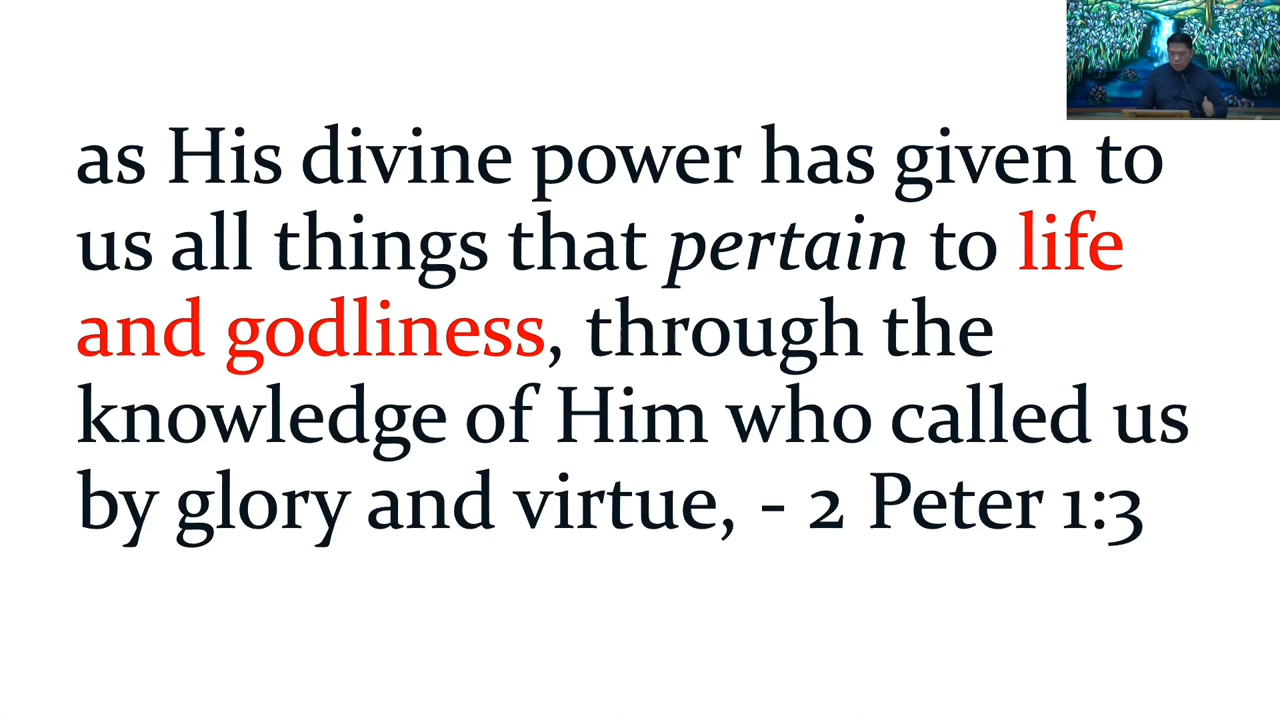 as His divine power has given to
us all things that pertain to life
and godliness, through the
knowledge of Him who called us
by glory and virtue, - 2 Peter 1:3